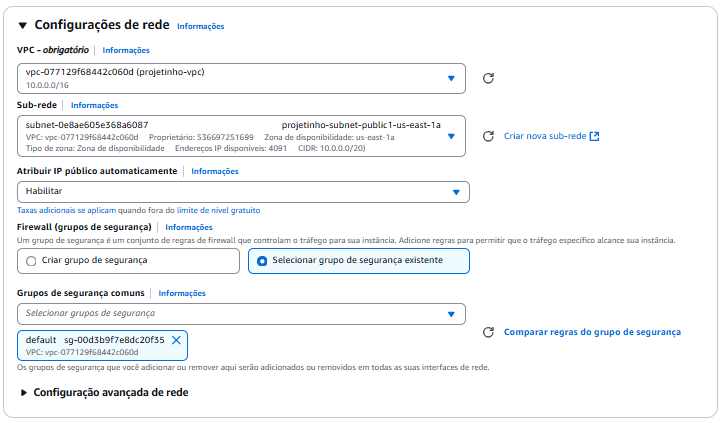 Configurações de rede Informações
VPC – obrigatório Informações
vpc-077129f68442c060d (projetinho-vpc)
10.0.0.0/16
Sub-rede Informações
subnet-0e8ae605e368a6087 projetinho-subnet-public1-us-east-1a
VPC: vpc-077129f68442c060d Proprietário: 536697251699 Zona de disponibilidade: us-east-1a
Tipo de zona: Zona de disponibilidade Endereços IP disponíveis: 4091 CIDR: 10.0.0.0/20)
Criar nova sub-rede
Atribuir IP público automaticamente Informações
Habilitar
Taxas adicionais se aplicam quando fora do limite de nível gratuito
Firewall (grupos de segurança) Informações
Um grupo de segurança é um conjunto de regras de firewall que controlam o tráfego para sua instância. Adicione regras para permitir que o tráfego específico alcance sua instância.
Criar grupo de segurança
Selecionar grupo de segurança existente
Grupos de segurança comuns Informações
Selecionar grupos de segurança
default sg-00d3b9f7e8dc20f35
VPC: vpc-077129f68442c060d
Comparar regras do grupo de segurança
Os grupos de segurança que você adicionar ou remover aqui serão adicionados ou removidos em todas as suas interfaces de rede.
Configuração avançada de rede